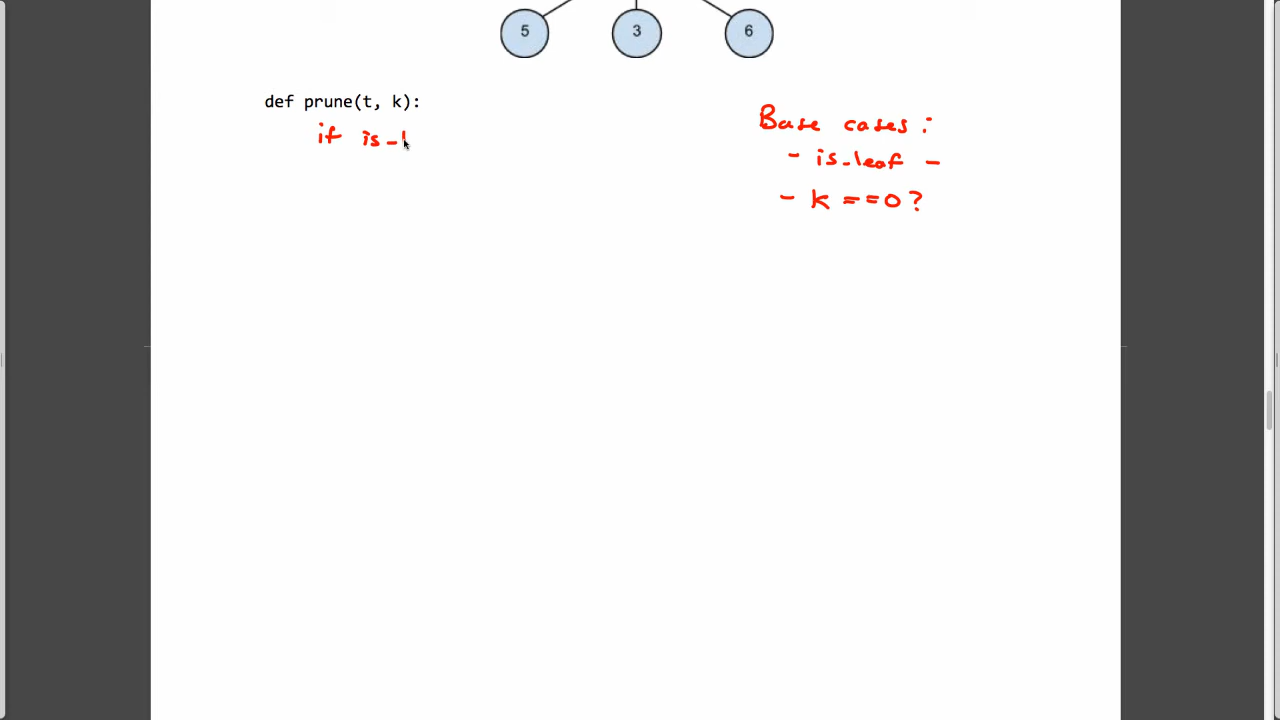 5 3 6
def prune(t, k):
if is_l
Base cases:
- is_leaf -
- k ==0?